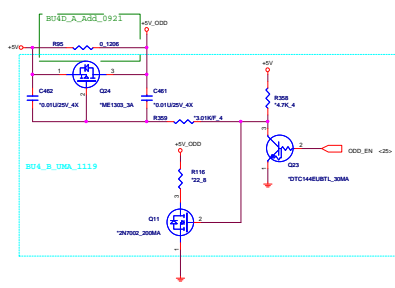 BU4D_A_Add_0921
+5V_ODD
+5V
R95
0_1206
1
3
2
+5V
C462
*0.01U/25V_4X
Q24
*ME1303_3A
C461
*0.01U/25V_4X
R358
*4.7K_4
R359
*3.01K/F_4
+5V_ODD
3
2
ODD_EN <25>
1
Q23
*DTC144EUBTL_30MA
BU4_B_UMA_1119
R116
*22_8
3
Q11
2
*2N7002_200MA
1